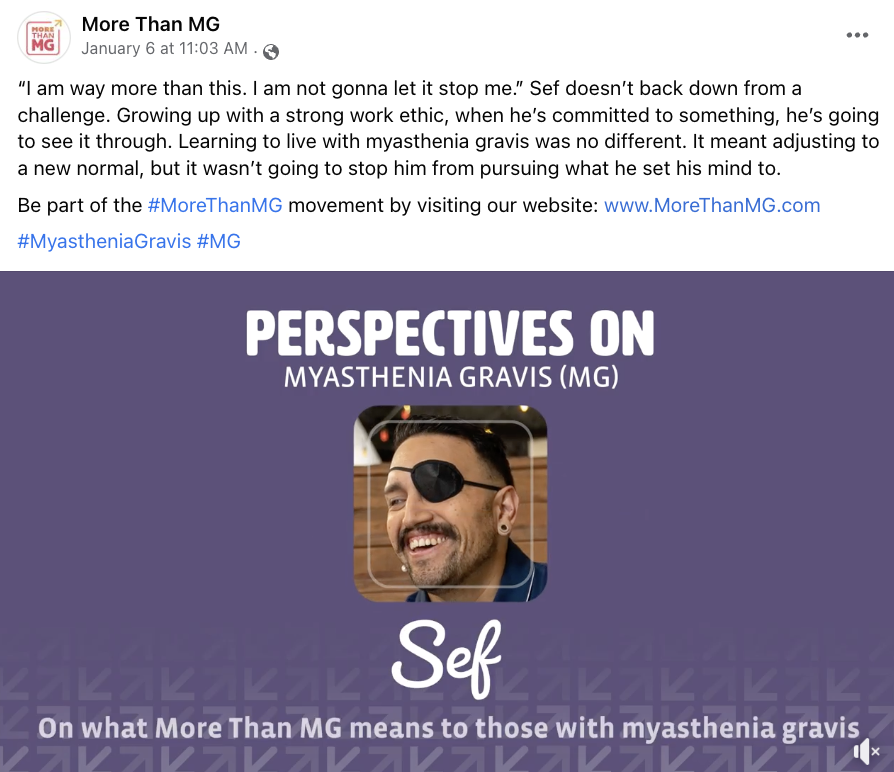 MORE
THAN
MG
More Than MG
January 6 at 11:03 AM ·
“I am way more than this. I am not gonna let it stop me.” Sef doesn’t back down from a
challenge. Growing up with a strong work ethic, when he’s committed to something, he’s going
to see it through. Learning to live with myasthenia gravis was no different. It meant adjusting to
a new normal, but it wasn’t going to stop him from pursuing what he set his mind to.
Be part of the #MoreThanMG movement by visiting our website: www.MoreThanMG.com
#MyastheniaGravis #MG
PERSPECTIVES ON
MYASTHENIA GRAVIS (MG)
Sef
On what More Than MG means to those with myasthenia gravis